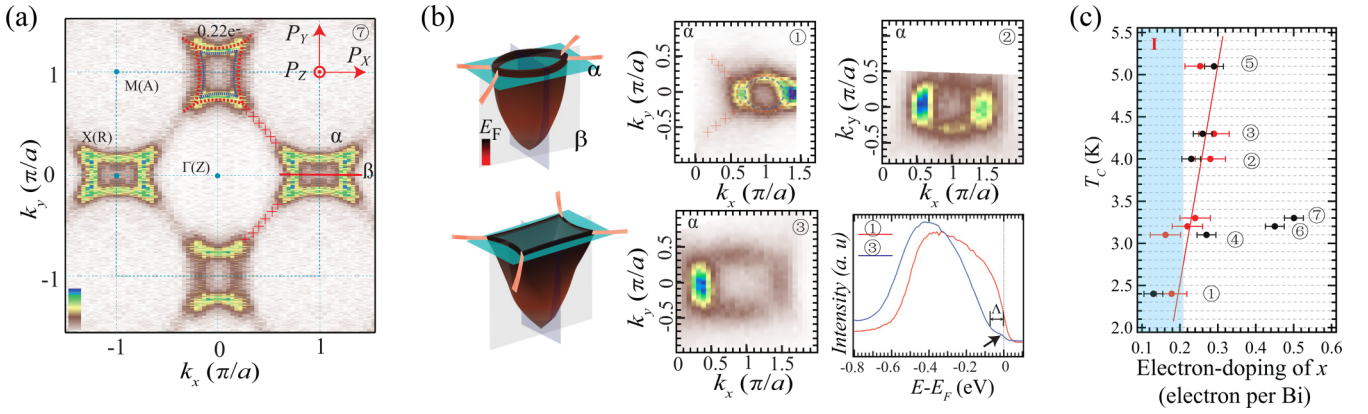 (a)
0.22e-
⑦
P_Y
P_X
P_Z
M(A)
X(R)
Γ(Z)
α
β
1
0
-1
k_y (π/a)
-1
0
1
k_x (π/a)
(b)
α
β
E_F
α
①
0.5
0
-0.5
k_y (π/a)
0 0.5 1 1.5
k_x (π/a)
α
②
0.5
0
-0.5
k_y (π/a)
0 0.5 1 1.5
k_x (π/a)
α
③
0.5
0
-0.5
k_y (π/a)
0 0.5 1 1.5
k_x (π/a)
①
③
Λ
Intensity (a. u)
-0.8 -0.6 -0.4 -0.2 0
E-E_F (eV)
(c)
I
5.5
5.0
4.5
4.0
3.5
3.0
2.5
2.0
T_c (K)
⑤
③
②
⑦
⑥
④
①
0.1 0.2 0.3 0.4 0.5 0.6
Electron-doping of x
(electron per Bi)